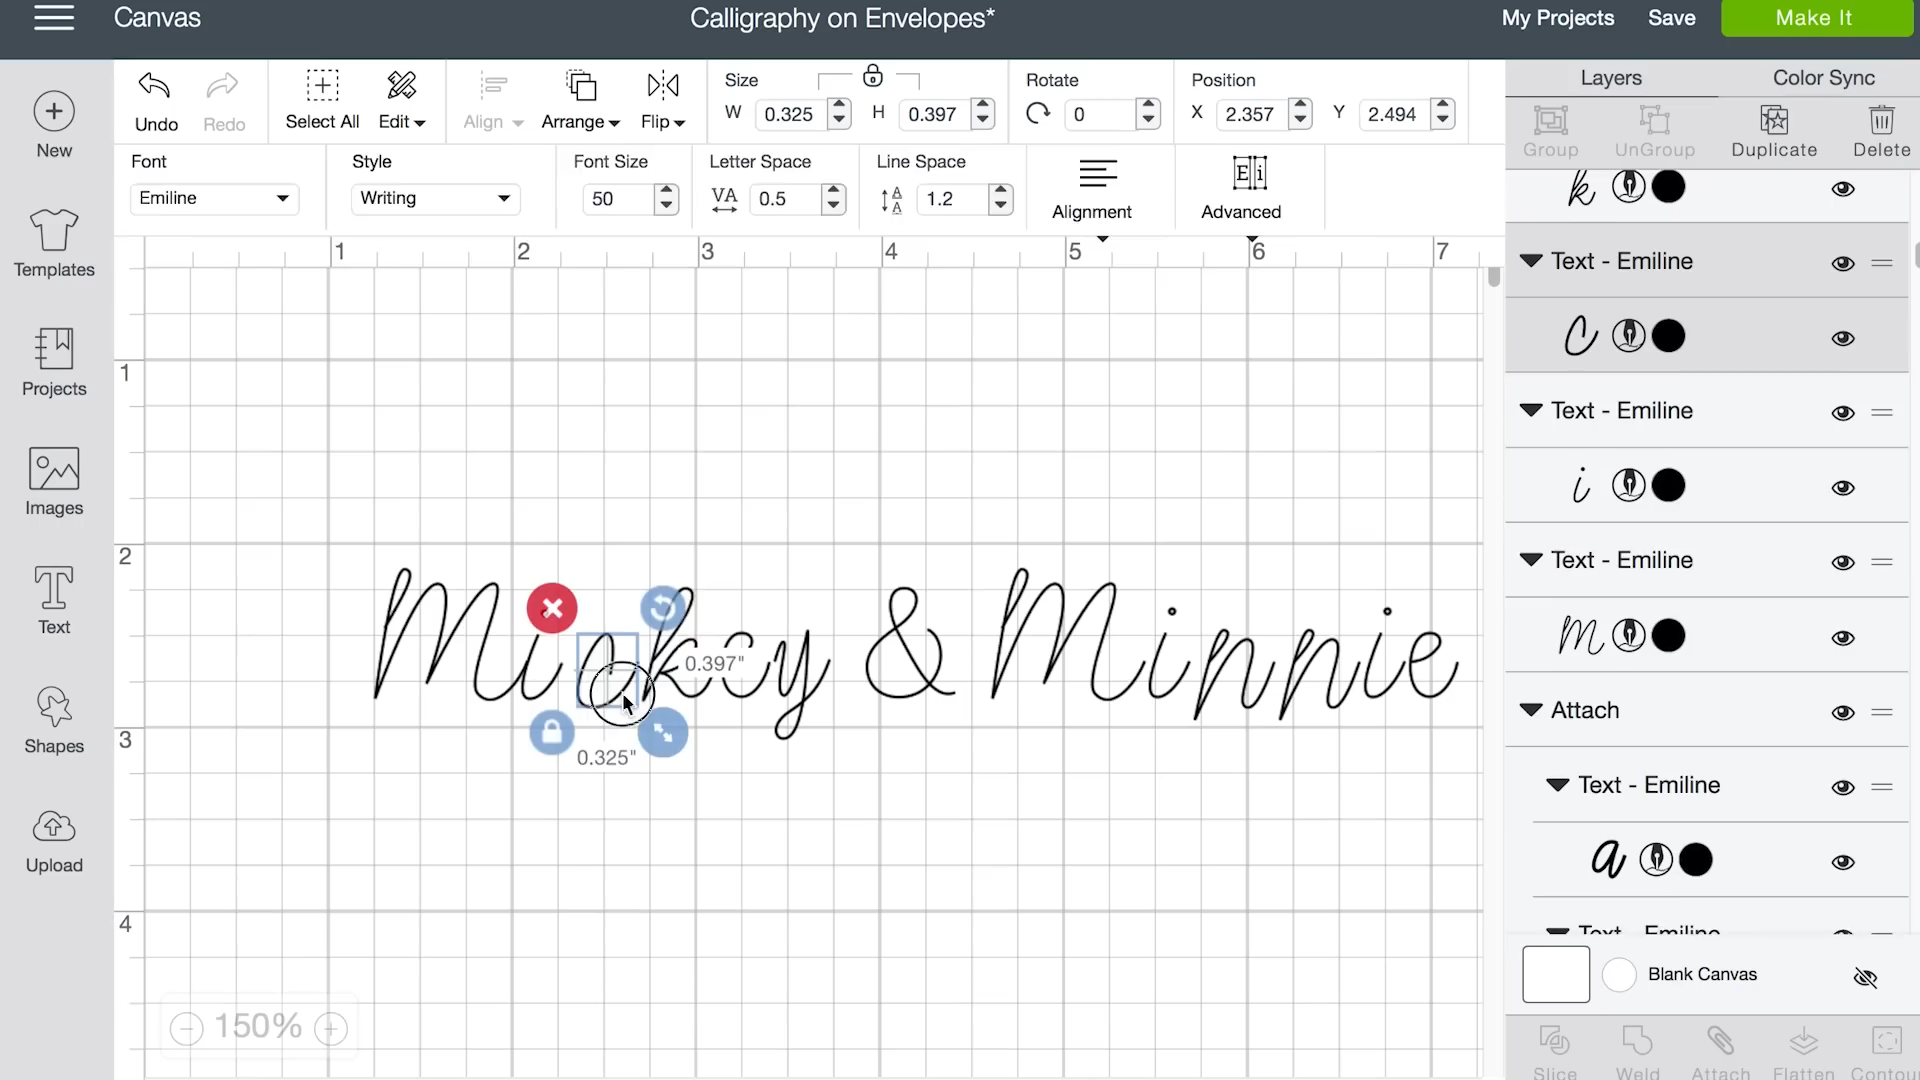 Canvas
Calligraphy on Envelopes*
My Projects
Save
Make It
New
Templates
Projects
Images
Text
Shapes
Upload
Undo
Redo
Select All
Edit
Align
Arrange
Flip
Size
W 0.325 H 0.397
Rotate
0
Position
X 2.357 Y 2.494
Font
Emiline
Style
Writing
Font Size
50
Letter Space
VA 0.5
Line Space
1.2
Alignment
Advanced
1 2 3 4 5 6 7
1
2
3
4
Mickey & Minnie
0.397"
0.325"
150%
Layers
Color Sync
Group
UnGroup
Duplicate
Delete
k
Text - Emiline
c
Text - Emiline
i
Text - Emiline
M
Attach
Text - Emiline
a
Text - Emiline
Blank Canvas
Slice
Weld
Attach
Flatten
Contour